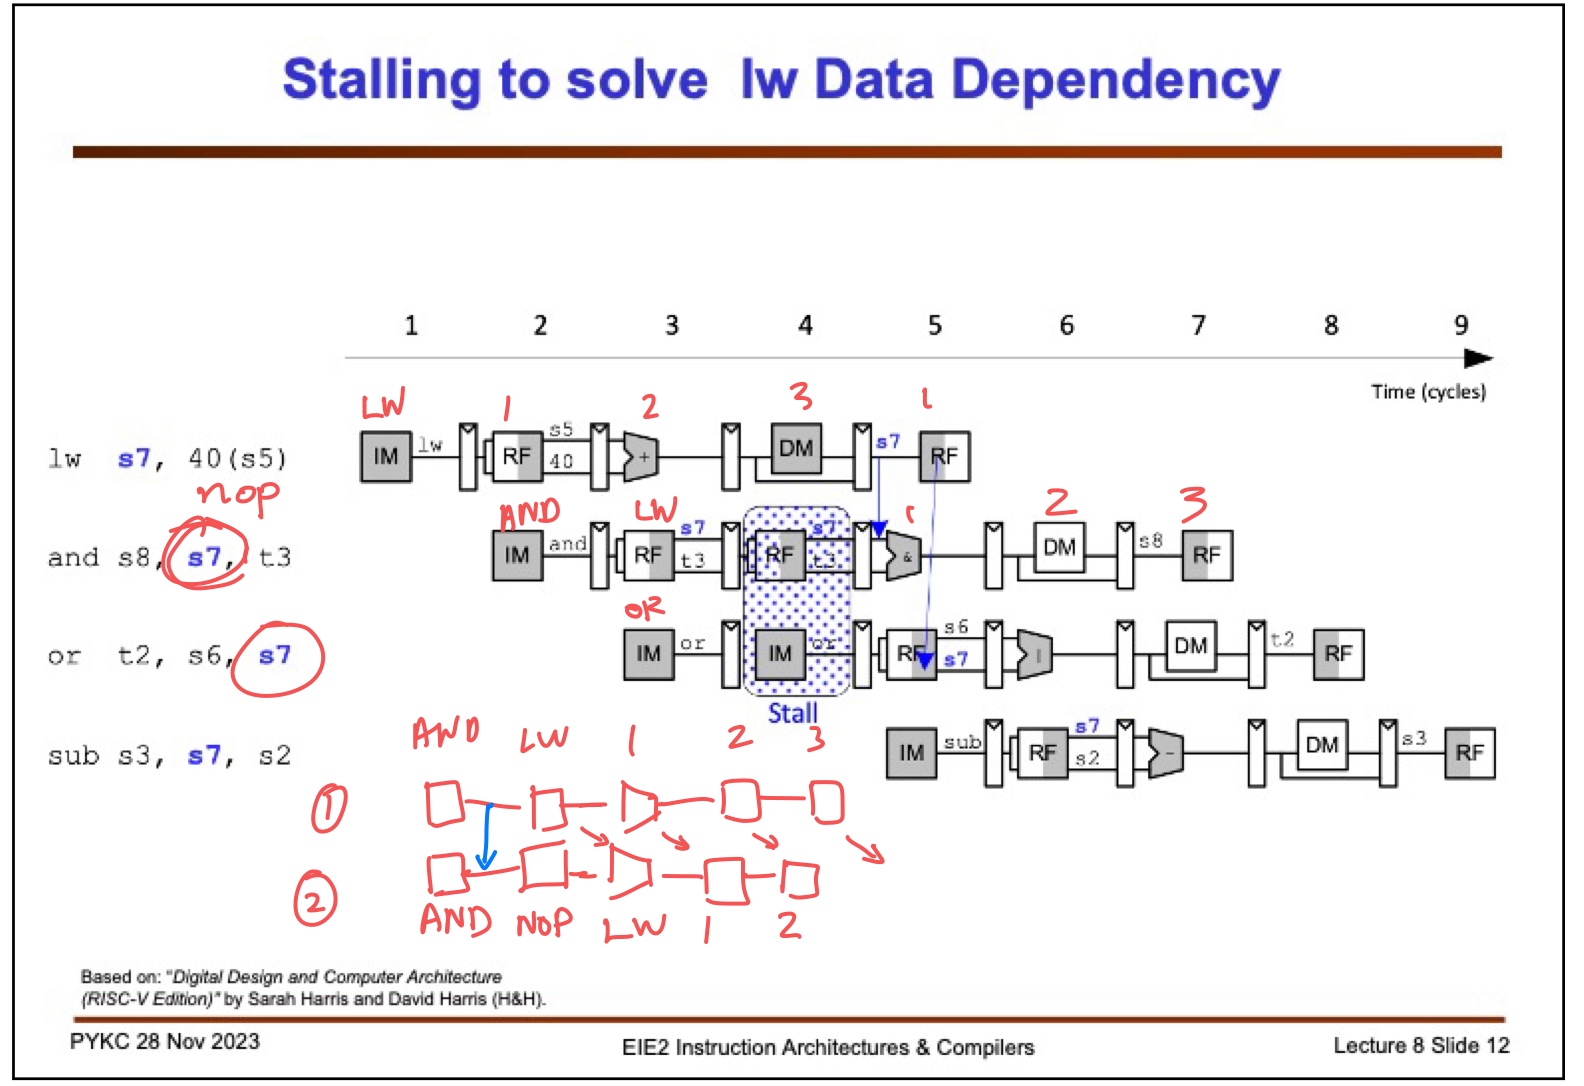 Stalling to solve lw Data Dependency
1 2 3 4 5 6 7 8 9
Time (cycles)
LW 1 2 3 1
lw s7, 40(s5)
IM lw RF s5 40 + DM s7 RF
nop
AND LW 1 2 3
and s8, s7, t3
IM and RF s7 t3 RF s7 t3 & DM s8 RF
OR
or t2, s6, s7
IM or IM or RF s6 s7 | DM t2 RF
Stall
sub s3, s7, s2
IM sub RF s7 s2 - DM s3 RF
AND LW 1 2 3
1
2
AND NOP LW 1 2
Based on: "Digital Design and Computer Architecture
(RISC-V Edition)" by Sarah Harris and David Harris (H&H).
PYKC 28 Nov 2023 EIE2 Instruction Architectures & Compilers Lecture 8 Slide 12